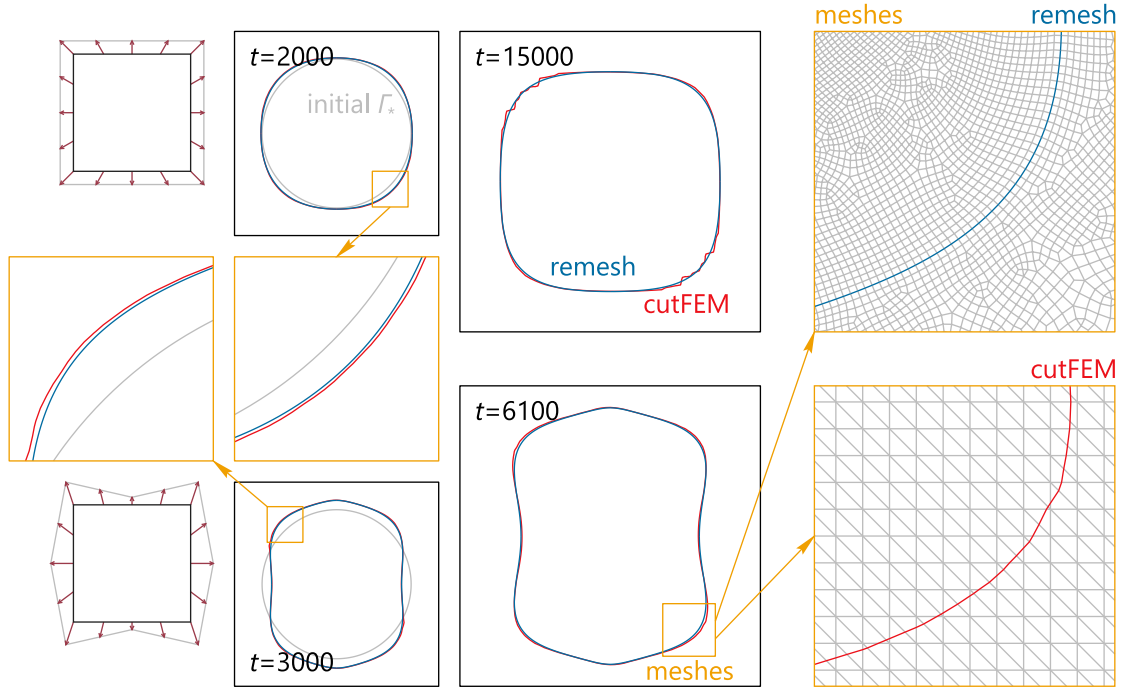 t=2000
initial Γ*
t=15000
remesh
cutFEM
meshes
remesh
t=3000
t=6100
meshes
cutFEM